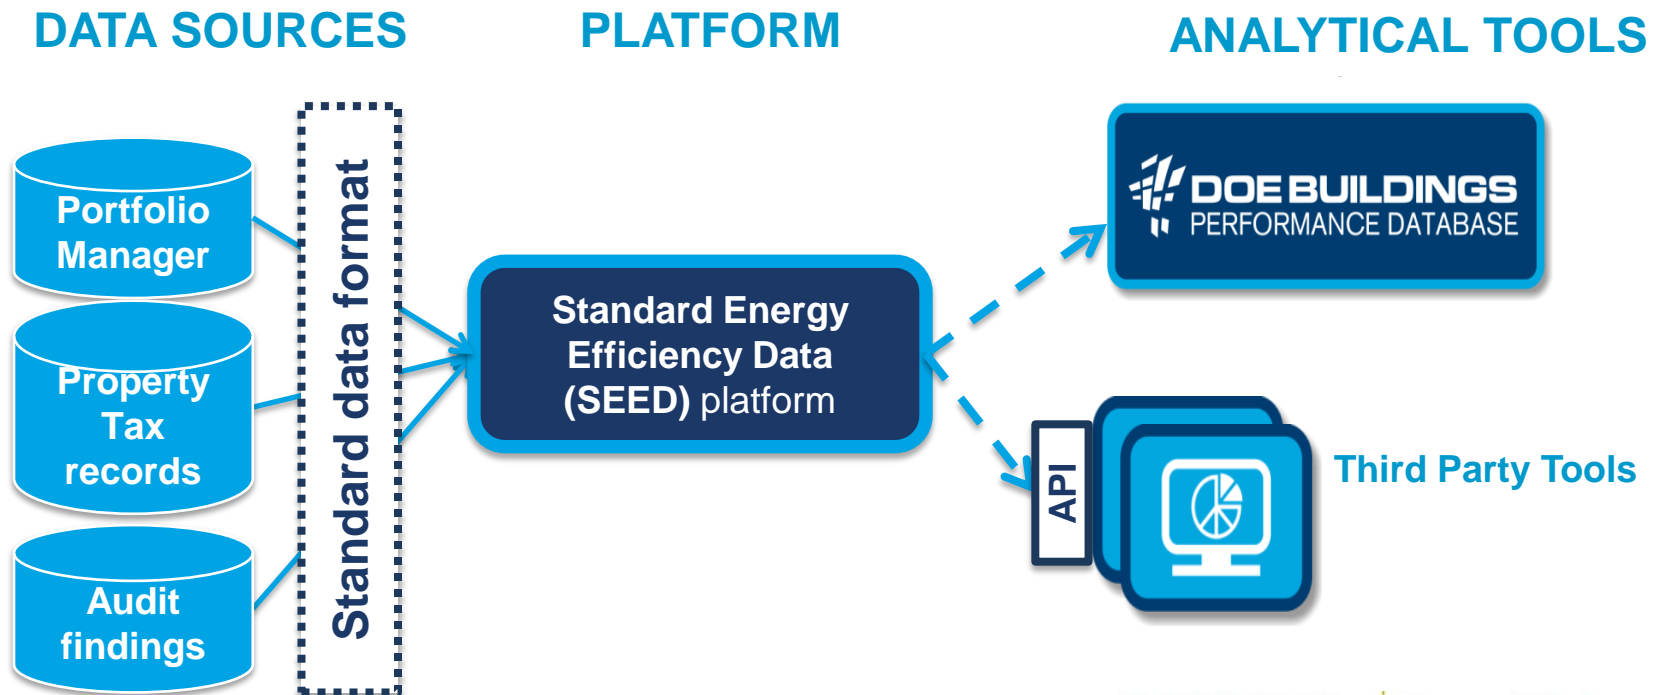 DATA SOURCES
PLATFORM
ANALYTICAL TOOLS
Portfolio
Manager
Property
Tax
records
Audit
findings
Standard data format
Standard Energy
Efficiency Data
(SEED) platform
DOE BUILDINGS
PERFORMANCE DATABASE
API
Third Party Tools